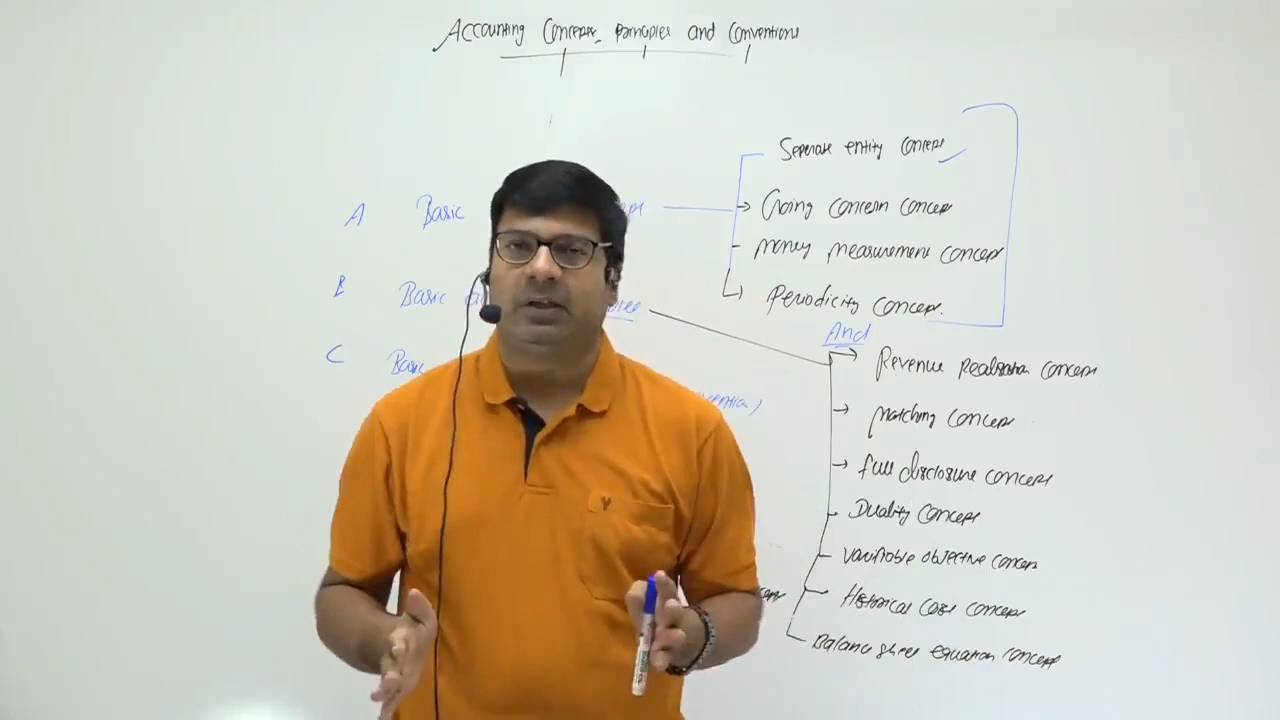 Accounting Concepts, principles and Conventions
Seperate entity concept
A Basic
Going concern concept
money measurement concept
B Basic
Periodicity concept.
And
C Basic
Revenue Realisation concept
matching concept
full disclosure concept
Duality concept
objective concept
Historical cost concept
Balance sheet equation concept